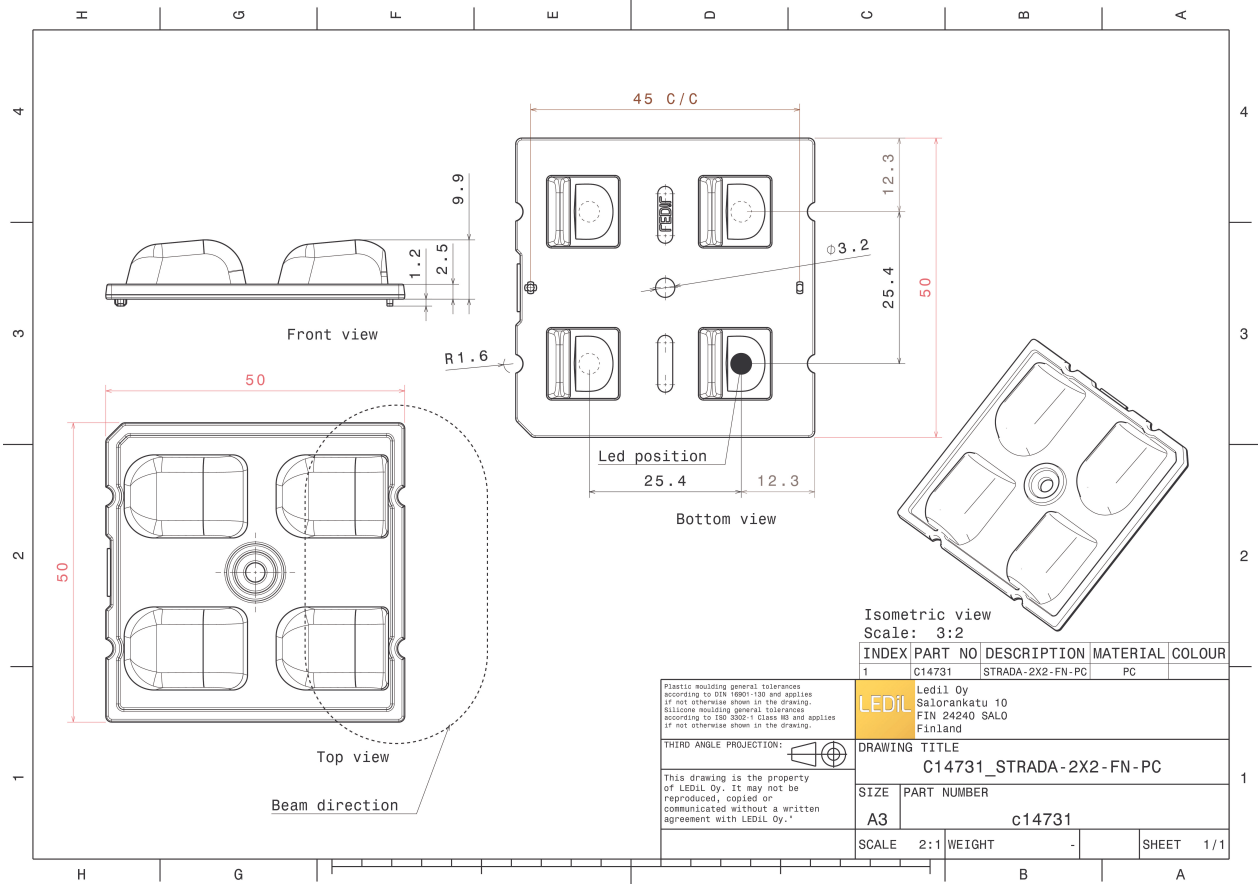 H G F E D C B A
4
4
3
3
2
2
1
1
45 C/C
12.3
9.9
1.2
2.5
Ø3.2
25.4
50
LEDiL
R1.6
Front view
Led position
25.4
12.3
Bottom view
50
50
Top view
Beam direction
Isometric view
Scale: 3:2
INDEX PART NO DESCRIPTION MATERIAL COLOUR
1 C14731 STRADA-2X2-FN-PC PC
Plastic moulding general tolerances
according to DIN 16901-130 and applies
if not otherwise shown in the drawing.
Silicone moulding general tolerances
according to ISO 3302-1 Class M3 and applies
if not otherwise shown in the drawing.
LEDiL
Ledil Oy
Salorankatu 10
FIN 24240 SALO
Finland
THIRD ANGLE PROJECTION:
DRAWING TITLE
C14731_STRADA-2X2-FN-PC
This drawing is the property
of LEDiL Oy. It may not be
reproduced, copied or
communicated without a written
agreement with LEDiL Oy."
SIZE PART NUMBER
A3 c14731
SCALE 2:1 WEIGHT - SHEET 1/1
H G B A